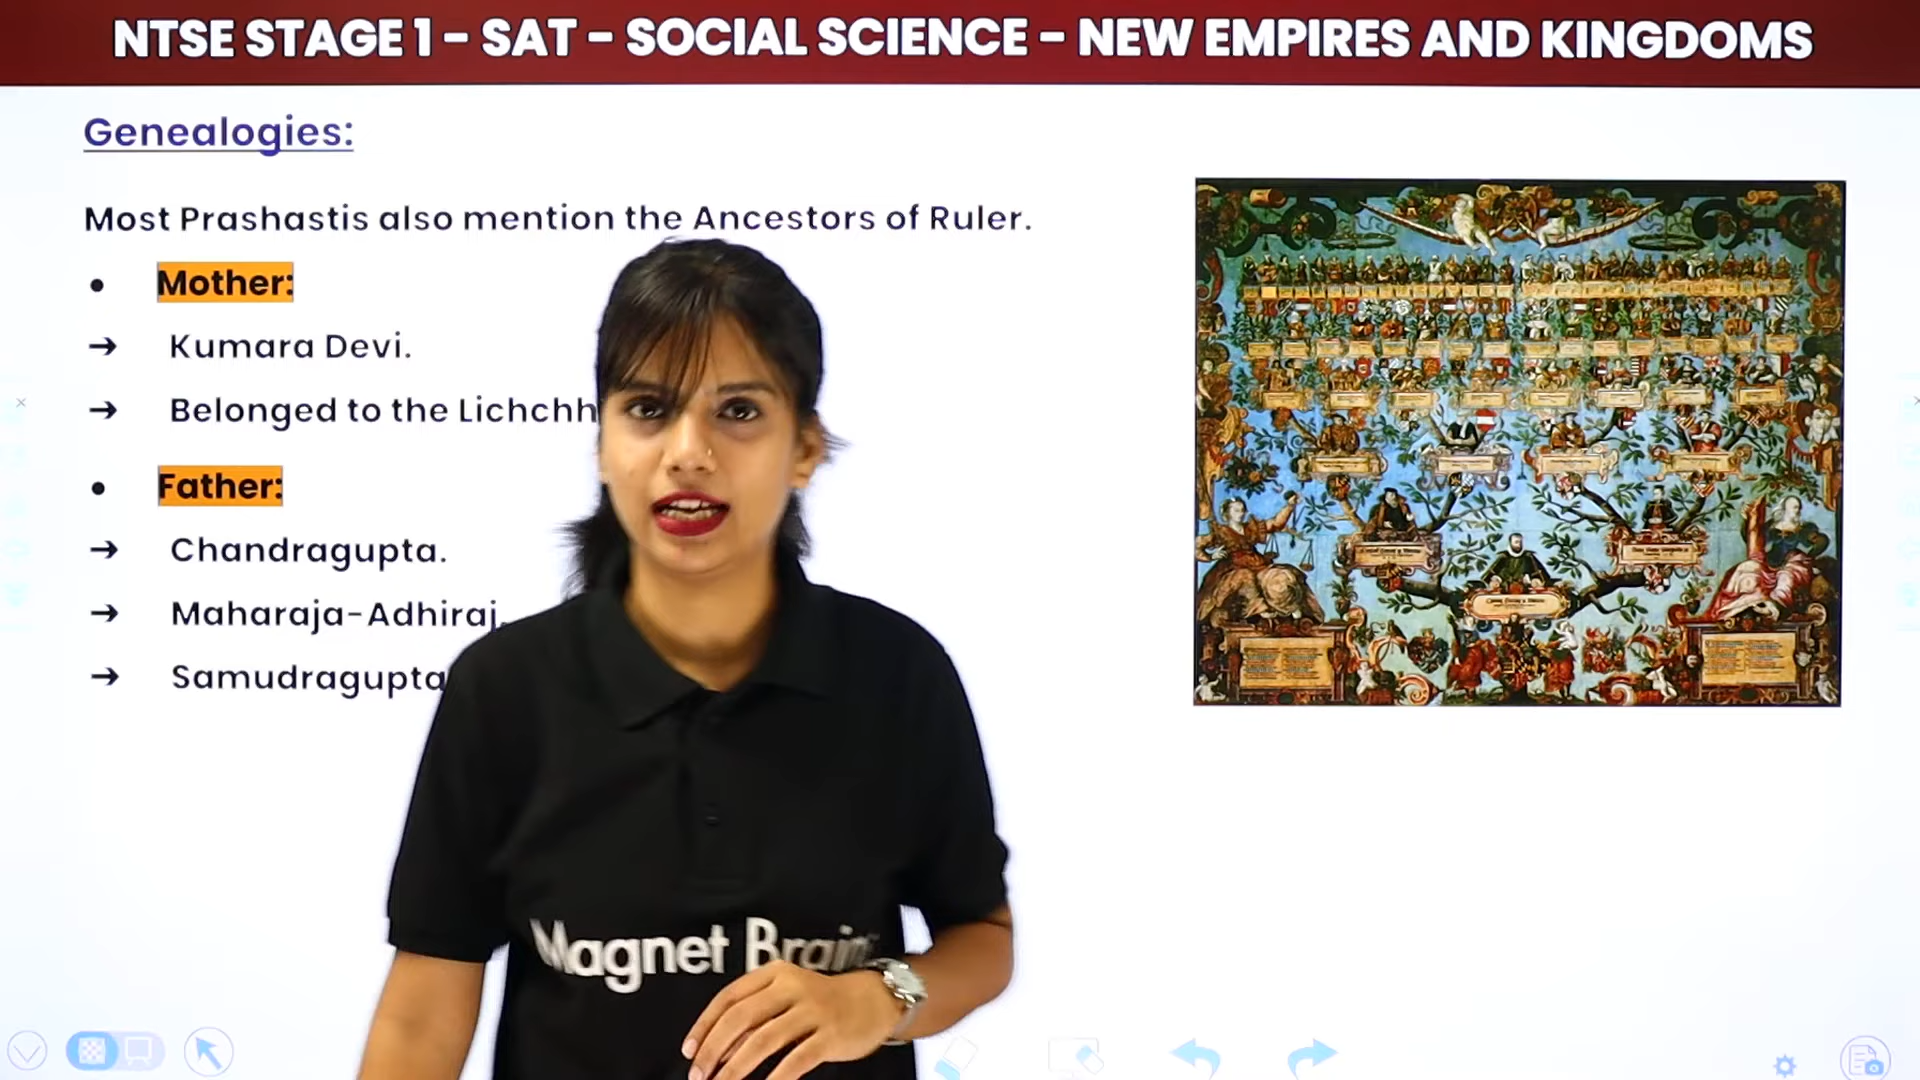 NTSE STAGE 1 - SAT - SOCIAL SCIENCE - NEW EMPIRES AND KINGDOMS
Genealogies:
Most Prashastis also mention the Ancestors of Ruler.
• Mother:
→ Kumara Devi.
→ Belonged to the Lichchh
• Father:
→ Chandragupta.
→ Maharaja-Adhiraj.
→ Samudragupta
Magnet Brain